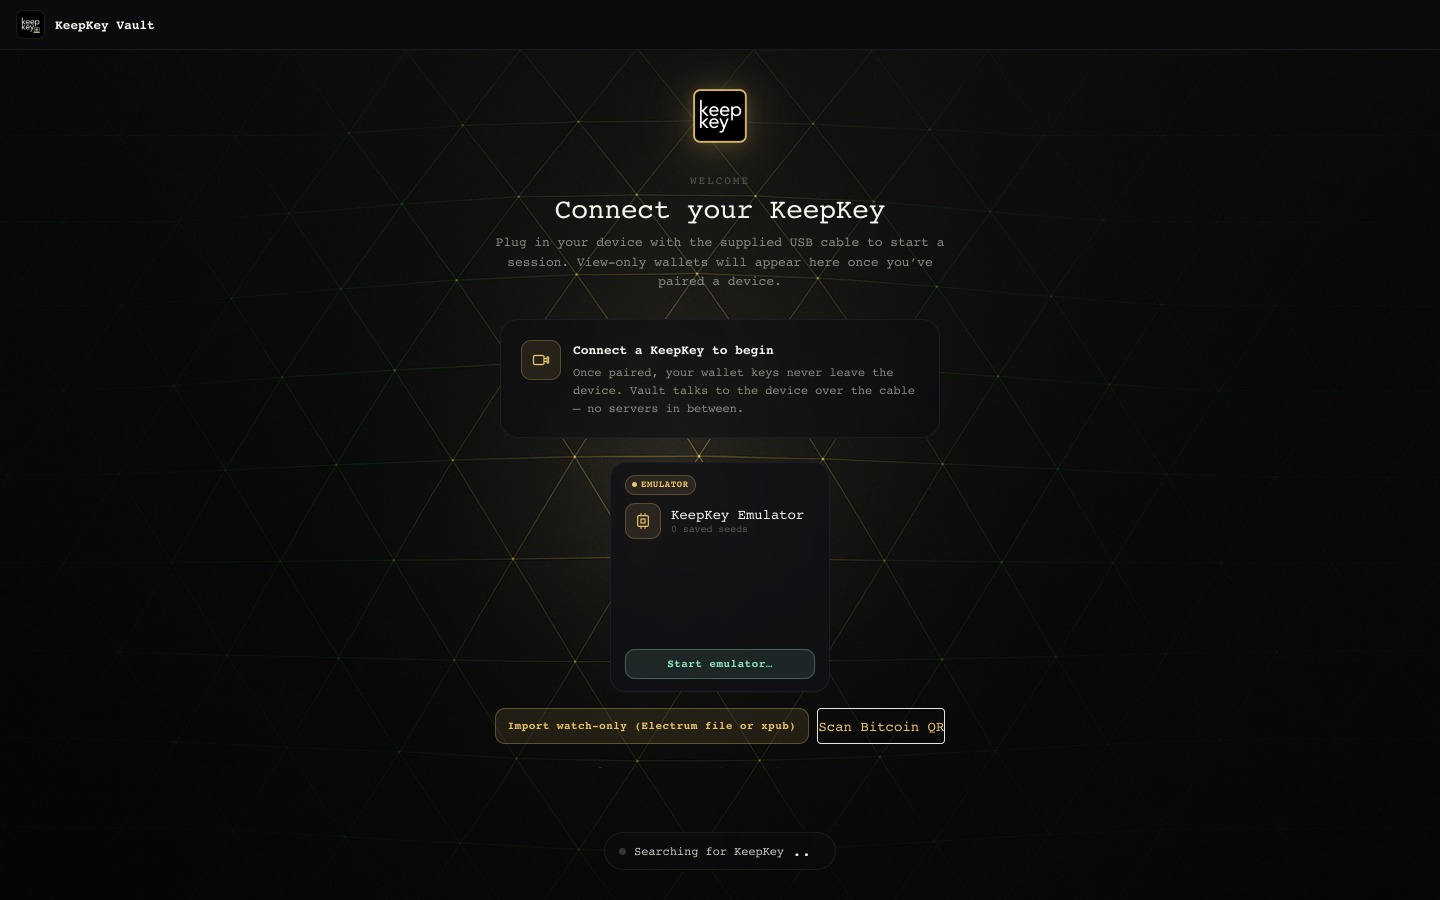 keep
key
KeepKey Vault
keep
key
WELCOME
Connect your KeepKey
Plug in your device with the supplied USB cable to start a
session. View-only wallets will appear here once you’ve
paired a device.
Connect a KeepKey to begin
Once paired, your wallet keys never leave the
device. Vault talks to the device over the cable
— no servers in between.
EMULATOR
KeepKey Emulator
0 saved seeds
Start emulator…
Import watch-only (Electrum file or xpub)
Scan Bitcoin QR
Searching for KeepKey ..